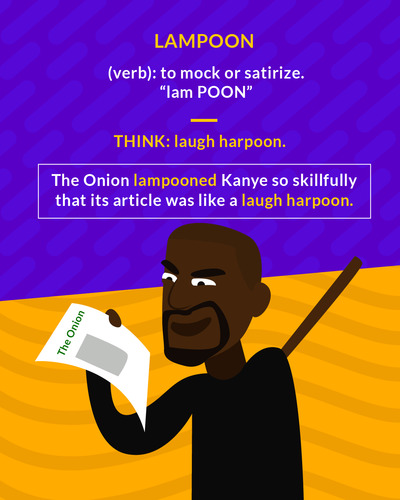 LAMPOON
(verb): to mock or satirize.
“lam POON”
THINK: laugh harpoon.
The Onion lampooned Kanye so skillfully
that its article was like a laugh harpoon.
The Onion